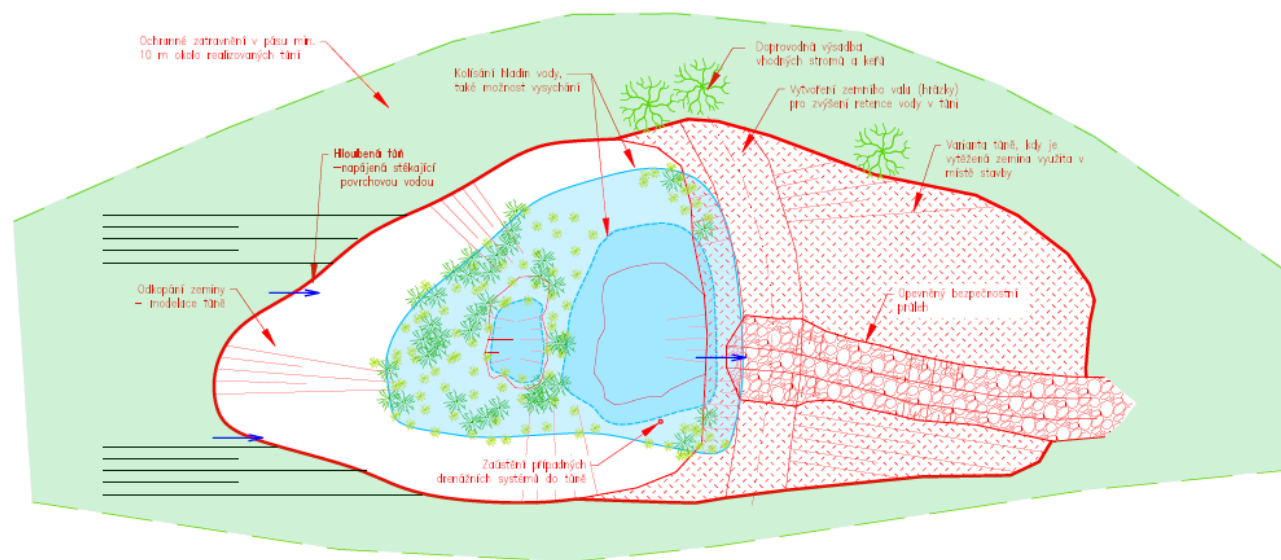 Ochranné zatravnění v pásu min.
10 m okolo realizovaných tůní
Kolísání hladin vody,
také možnost vysychání
Doprovodná výsadba
vhodných stromů a keřů
Vytvoření zemního valu (hrázky)
pro zvýšení retence vody v tůni
Hloubená tůň
–napájená stékající
povrchovou vodou
Varianta tůně, kdy je
vytěžená zemina využita v
místě stavby
Odkopání zeminy
– modelace tůně
Opevněný bezpečnostní
průleh
Zaústění případných
drenážních systémů do tůně